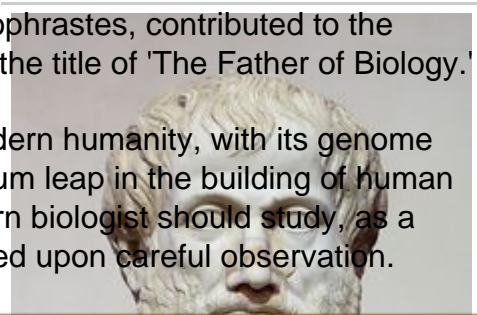 ophrastes, contributed to the
the title of 'The Father of Biology.'
dern humanity, with its genome
um leap in the building of human
rn biologist should study, as a
ed upon careful observation.